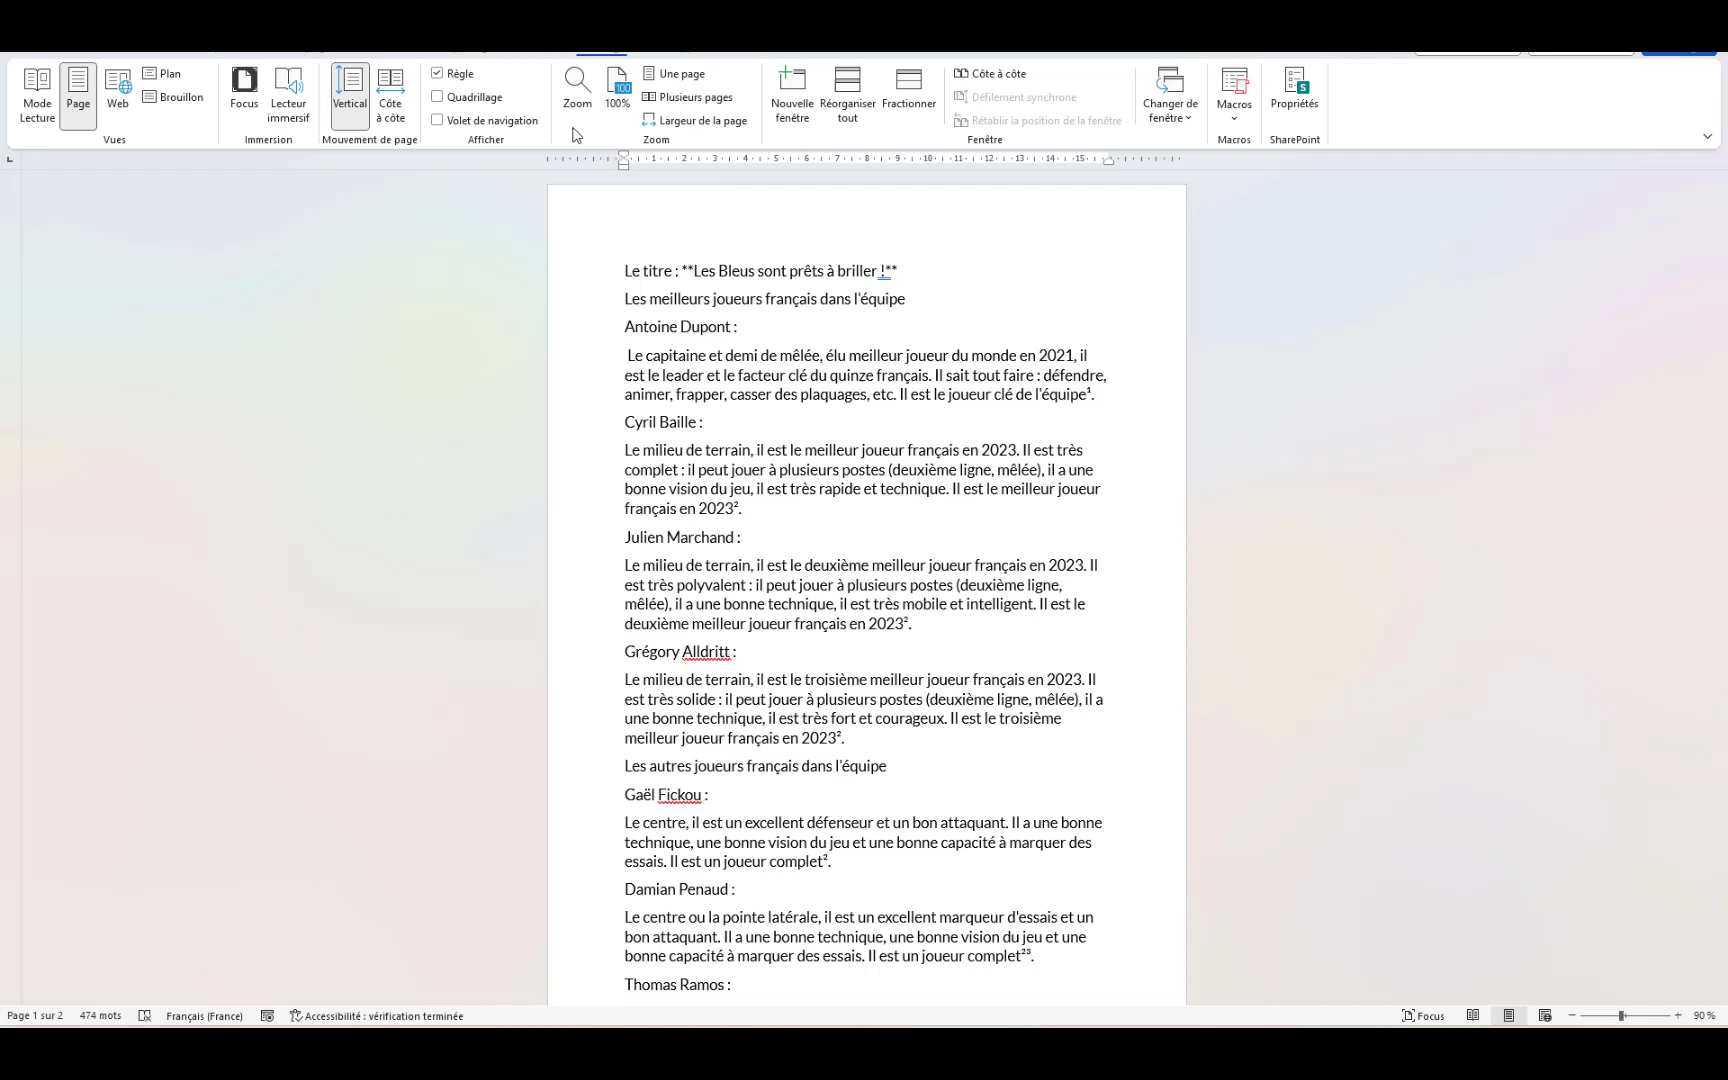 Mode
Lecture
Page
Web
Plan
Brouillon
Vues
Focus
Lecteur
immersif
Immersion
Vertical
Côte
à côte
Mouvement de page
Règle
Quadrillage
Volet de navigation
Afficher
Zoom
100
100%
Une page
Plusieurs pages
Largeur de la page
Zoom
Nouvelle
fenêtre
Réorganiser
tout
Fractionner
Côte à côte
Défilement synchrone
Rétablir la position de la fenêtre
Fenêtre
Changer de
fenêtre
Macros
Macros
Propriétés
SharePoint
1 2 3 4 5 6 7 8 9 10 11 12 13 14 15
Le titre : **Les Bleus sont prêts à briller !**
Les meilleurs joueurs français dans l'équipe
Antoine Dupont :
Le capitaine et demi de mêlée, élu meilleur joueur du monde en 2021, il
est le leader et le facteur clé du quinze français. Il sait tout faire : défendre,
animer, frapper, casser des plaquages, etc. Il est le joueur clé de l'équipe¹.
Cyril Baille :
Le milieu de terrain, il est le meilleur joueur français en 2023. Il est très
complet : il peut jouer à plusieurs postes (deuxième ligne, mêlée), il a une
bonne vision du jeu, il est très rapide et technique. Il est le meilleur joueur
français en 2023².
Julien Marchand :
Le milieu de terrain, il est le deuxième meilleur joueur français en 2023. Il
est très polyvalent : il peut jouer à plusieurs postes (deuxième ligne,
mêlée), il a une bonne technique, il est très mobile et intelligent. Il est le
deuxième meilleur joueur français en 2023².
Grégory Alldritt :
Le milieu de terrain, il est le troisième meilleur joueur français en 2023. Il
est très solide : il peut jouer à plusieurs postes (deuxième ligne, mêlée), il a
une bonne technique, il est très fort et courageux. Il est le troisième
meilleur joueur français en 2023².
Les autres joueurs français dans l'équipe
Gaël Fickou :
Le centre, il est un excellent défenseur et un bon attaquant. Il a une bonne
technique, une bonne vision du jeu et une bonne capacité à marquer des
essais. Il est un joueur complet².
Damian Penaud :
Le centre ou la pointe latérale, il est un excellent marqueur d'essais et un
bon attaquant. Il a une bonne technique, une bonne vision du jeu et une
bonne capacité à marquer des essais. Il est un joueur complet²³.
Thomas Ramos :
Page 1 sur 2
474 mots
Français (France)
Accessibilité : vérification terminée
Focus
90 %